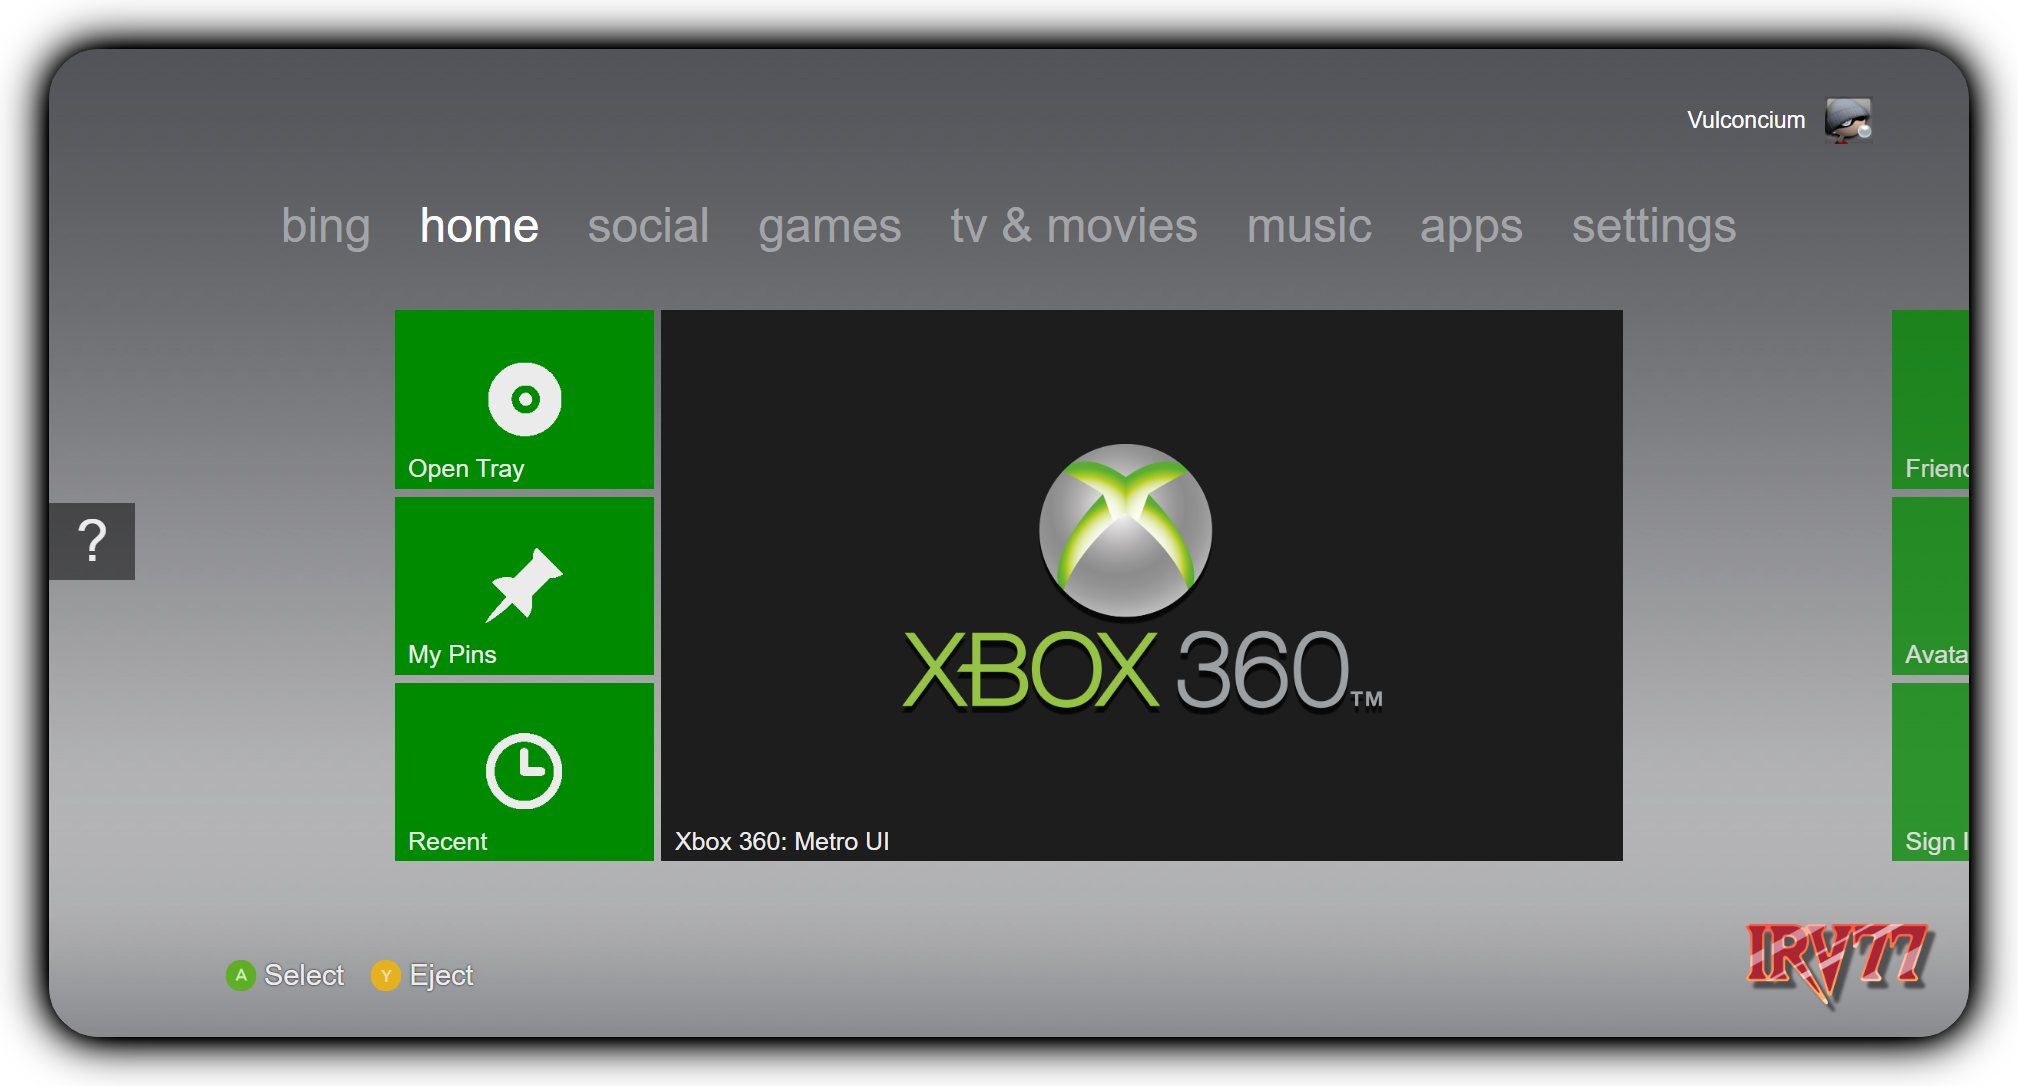 Vulconcium
bing home social games tv & movies music apps settings
Open Tray
My Pins
Recent
?
XBOX 360™
Xbox 360: Metro UI
Friend
Avata
Sign I
A Select Y Eject
IRV77